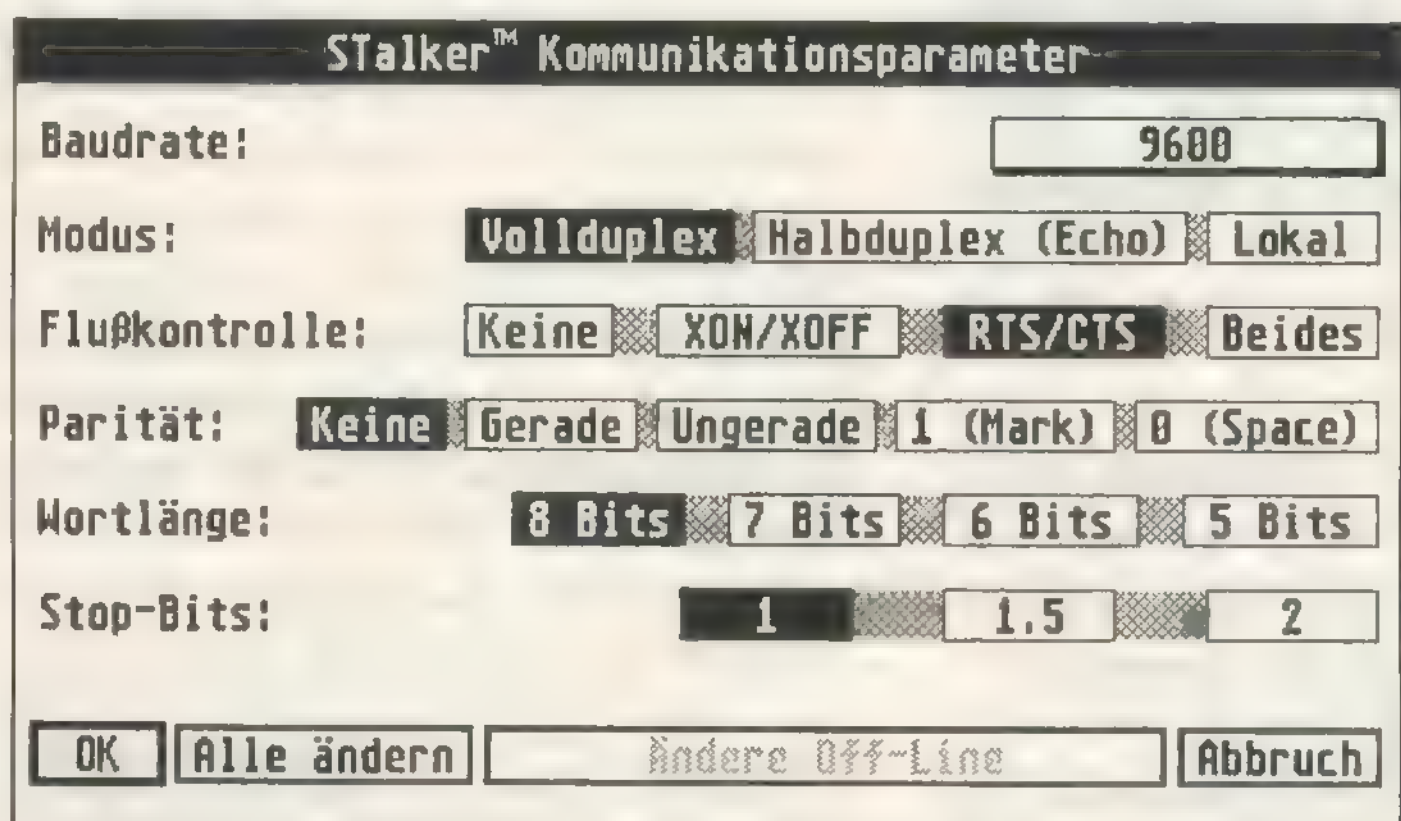 STalker™ Kommunikationsparameter
Baudrate: 9600
Modus: Vollduplex Halbduplex (Echo) Lokal
Flußkontrolle: Keine XON/XOFF RTS/CTS Beides
Parität: Keine Gerade Ungerade 1 (Mark) 0 (Space)
Wortlänge: 8 Bits 7 Bits 6 Bits 5 Bits
Stop-Bits: 1 1.5 2
OK Alle ändern Ändere Off-Line Abbruch